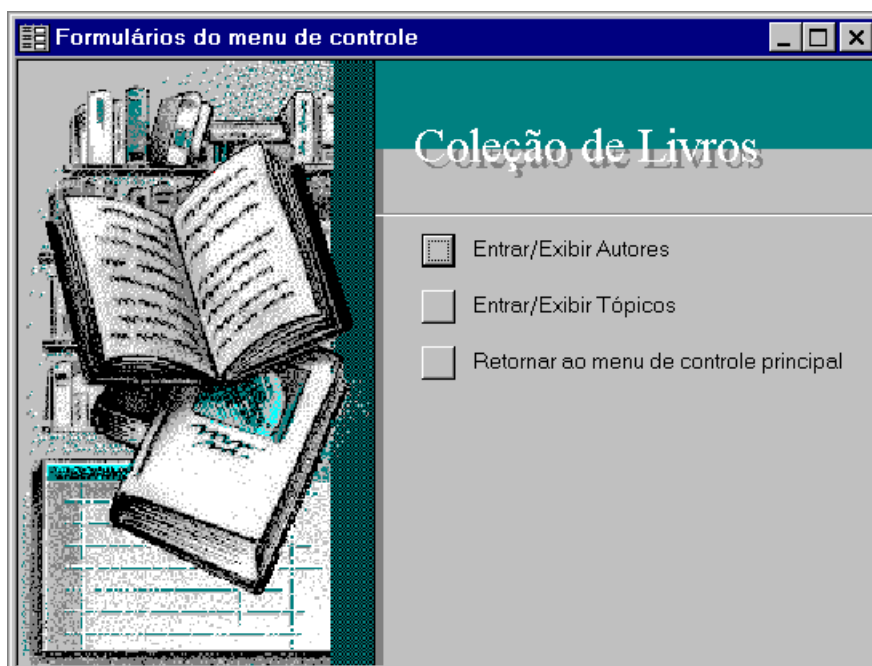 Formulários do menu de controle
Coleção de Livros
Entrar/Exibir Autores
Entrar/Exibir Tópicos
Retornar ao menu de controle principal